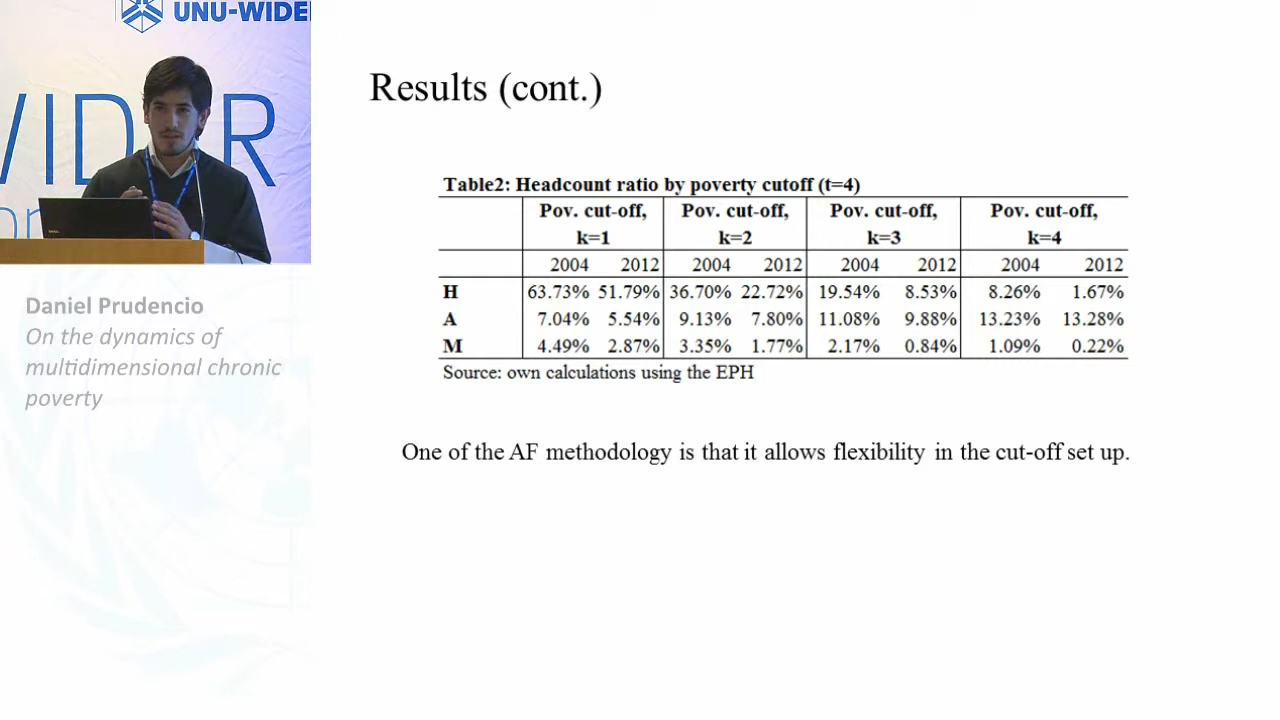 UNU-WIDE
WIDER
Daniel Prudencio
On the dynamics of
multidimensional chronic
poverty
Results (cont.)
Table2: Headcount ratio by poverty cutoff (t=4)
Pov. cut-off, k=1 Pov. cut-off, k=2 Pov. cut-off, k=3 Pov. cut-off, k=4
2004 2012 2004 2012 2004 2012 2004 2012
H 63.73% 51.79% 36.70% 22.72% 19.54% 8.53% 8.26% 1.67%
A 7.04% 5.54% 9.13% 7.80% 11.08% 9.88% 13.23% 13.28%
M 4.49% 2.87% 3.35% 1.77% 2.17% 0.84% 1.09% 0.22%
Source: own calculations using the EPH
One of the AF methodology is that it allows flexibility in the cut-off set up.